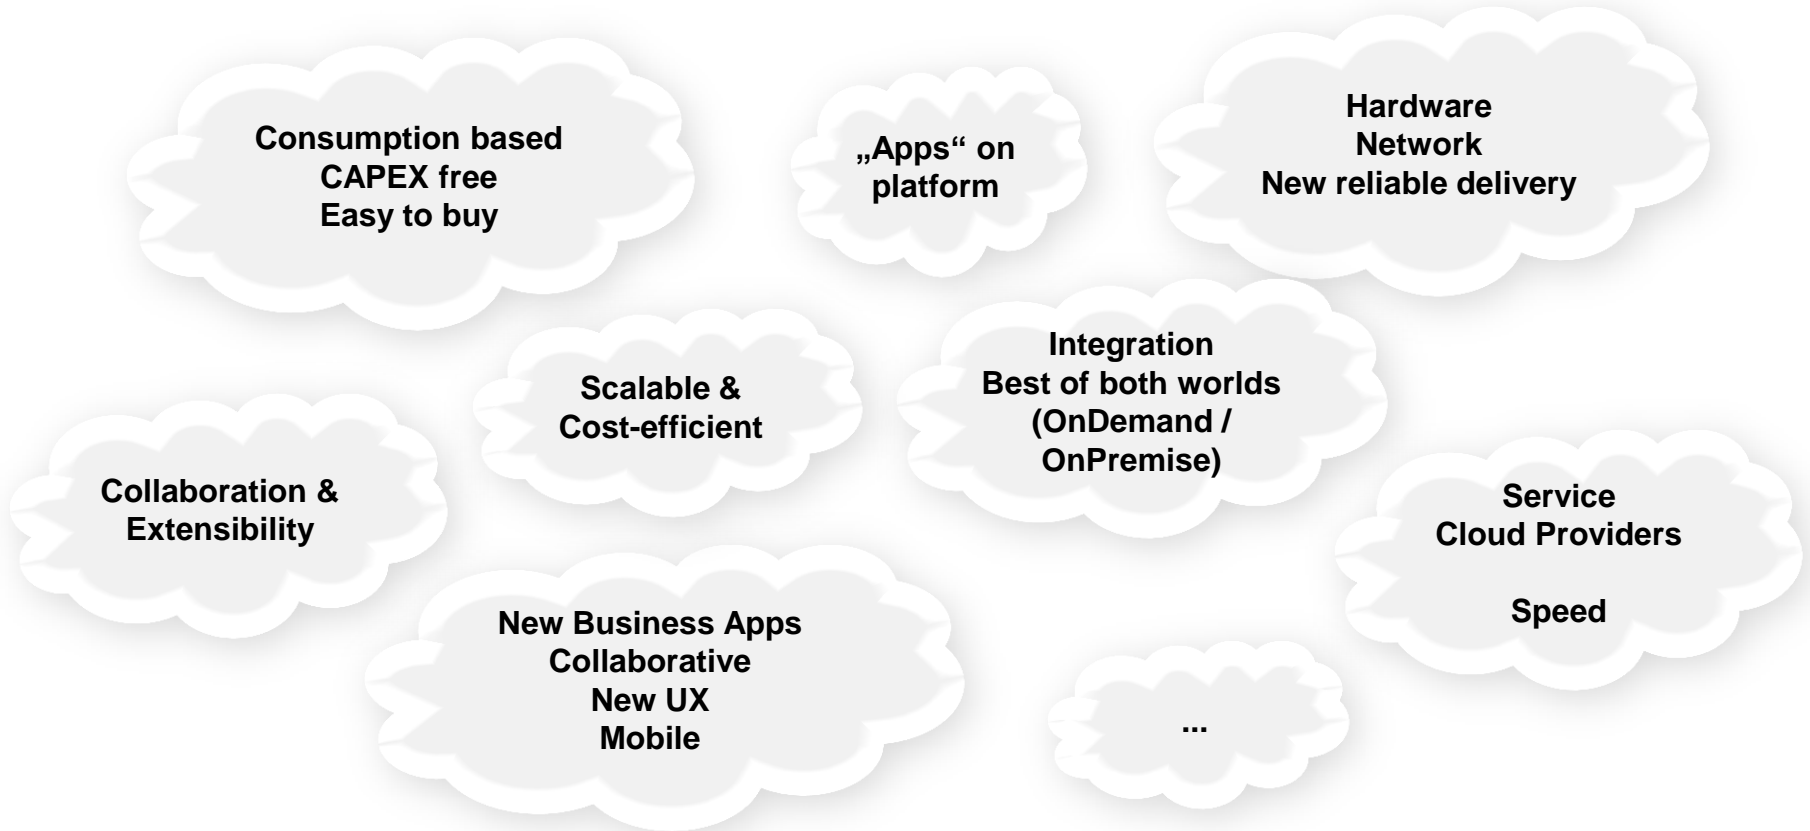 Consumption based
CAPEX free
Easy to buy
„Apps“ on
platform
Hardware
Network
New reliable delivery
Scalable &
Cost-efficient
Integration
Best of both worlds
(OnDemand /
OnPremise)
Collaboration &
Extensibility
Service
Cloud Providers
Speed
New Business Apps
Collaborative
New UX
Mobile
...